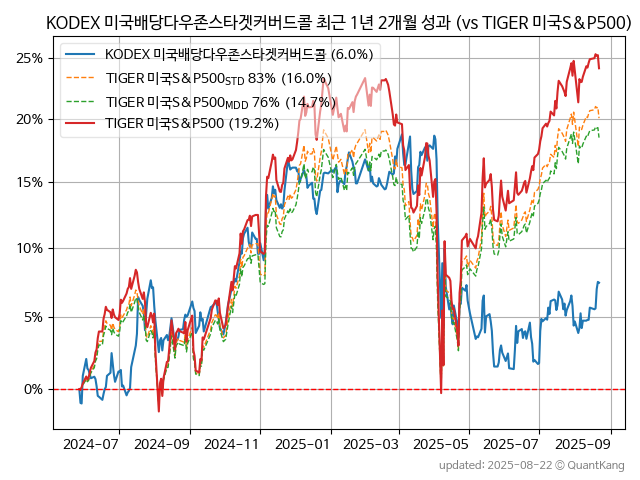 KODEX 미국배당다우존스타겟커버드콜 최근 1년 2개월 성과 (vs TIGER 미국S&P500)
KODEX 미국배당다우존스타겟커버드콜 (6.0%)
TIGER 미국S&P500STD 83% (16.0%)
TIGER 미국S&P500MDD 76% (14.7%)
TIGER 미국S&P500 (19.2%)
25%
20%
15%
10%
5%
0%
2024-07 2024-09 2024-11 2025-01 2025-03 2025-05 2025-07 2025-09
updated: 2025-08-22 ⓒ QuantKang